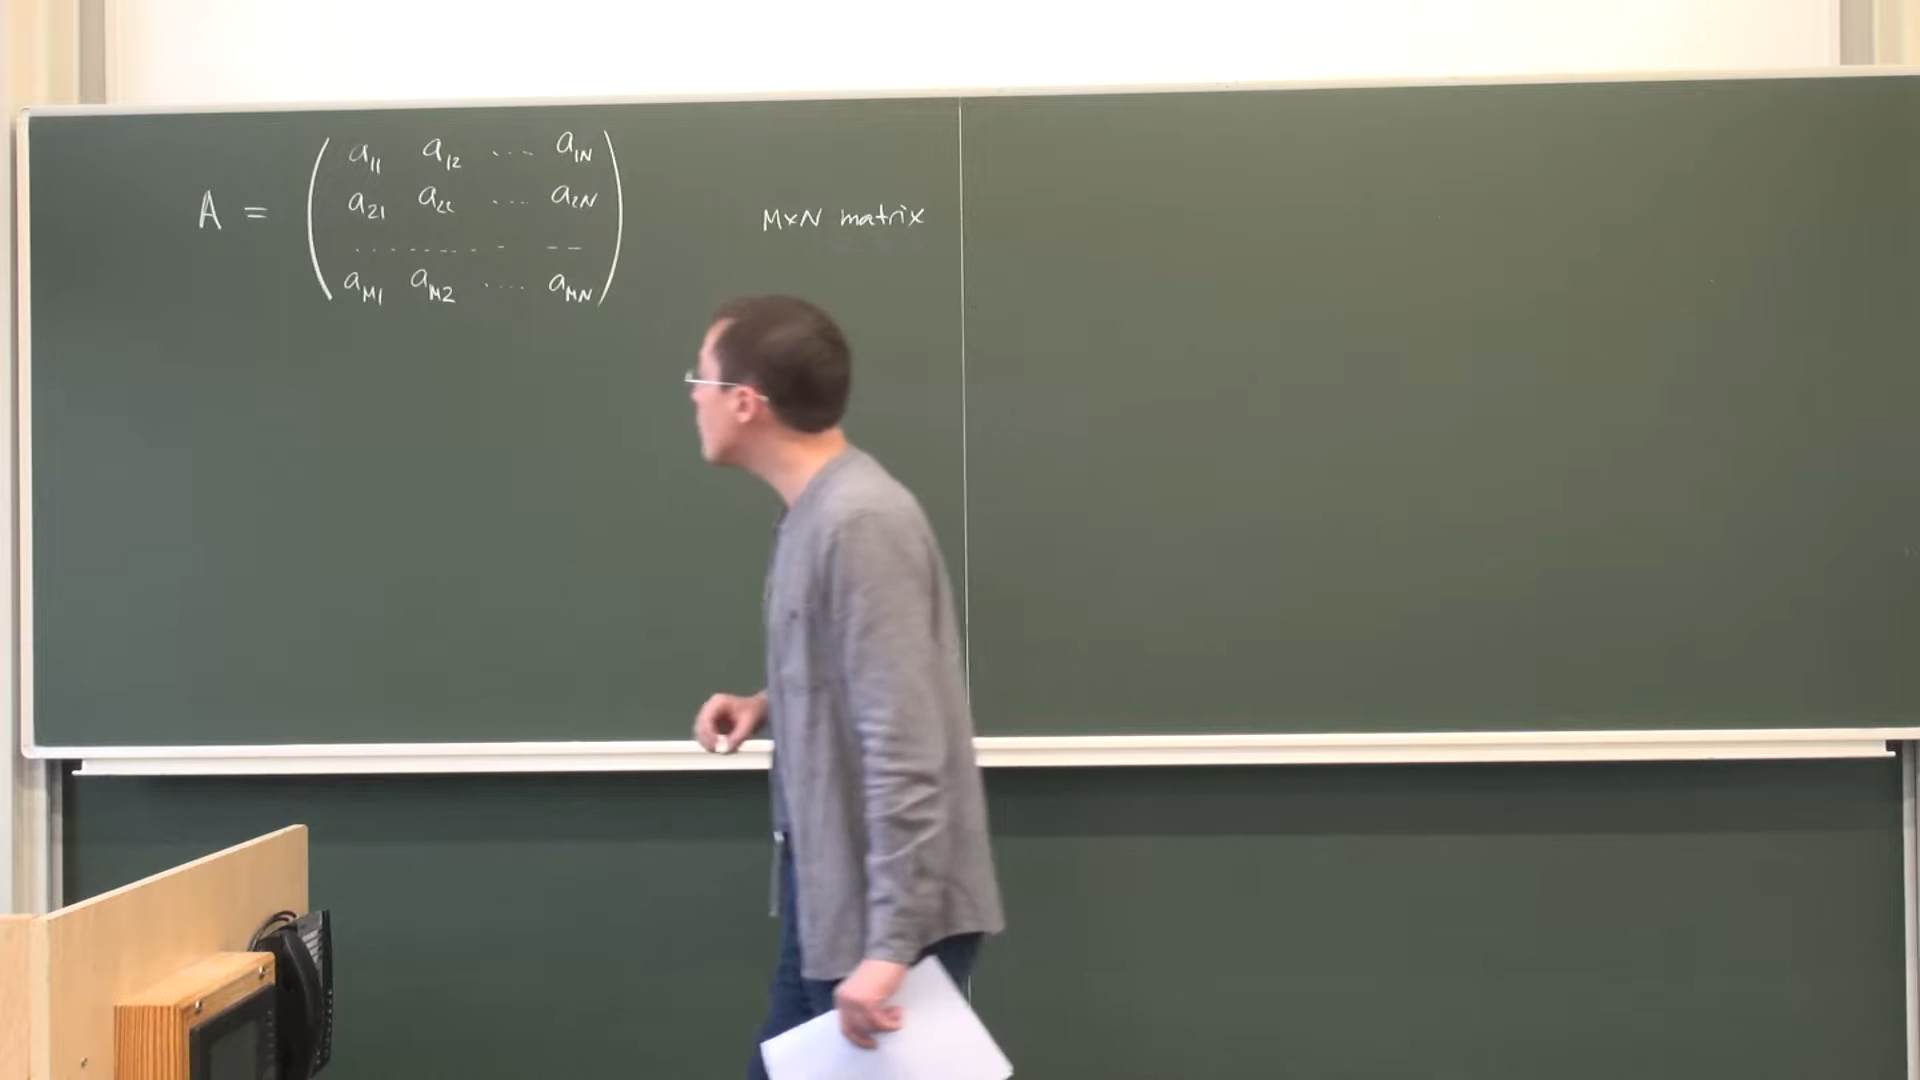 a11 a12 ... a1N
a21 a22 ... a2N
A =
M×N matrix
aM1 aM2 .... aMN